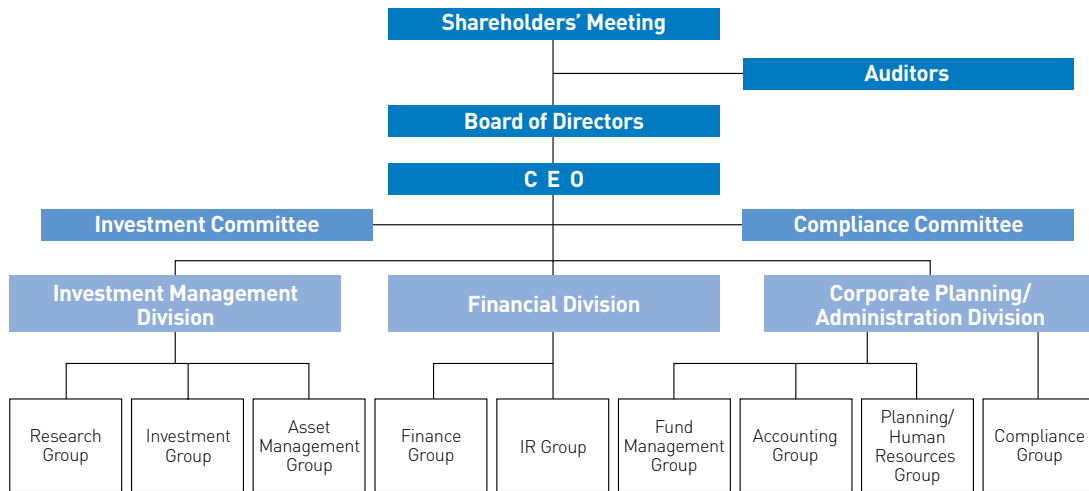 Shareholders’ Meeting
Auditors
Board of Directors
C E O
Investment Committee
Compliance Committee
Investment Management
Division
Financial Division
Corporate Planning/
Administration Division
Research
Group
Investment
Group
Asset
Management
Group
Finance
Group
IR Group
Fund
Management
Group
Accounting
Group
Planning/
Human
Resources
Group
Compliance
Group